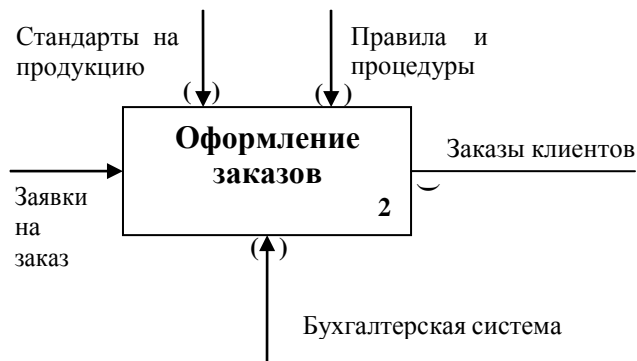 Стандарты на
продукцию
Правила и
процедуры
( )
( )
Оформление
заказов
2
Заказы клиентов
Заявки
на
заказ
( )
Бухгалтерская система